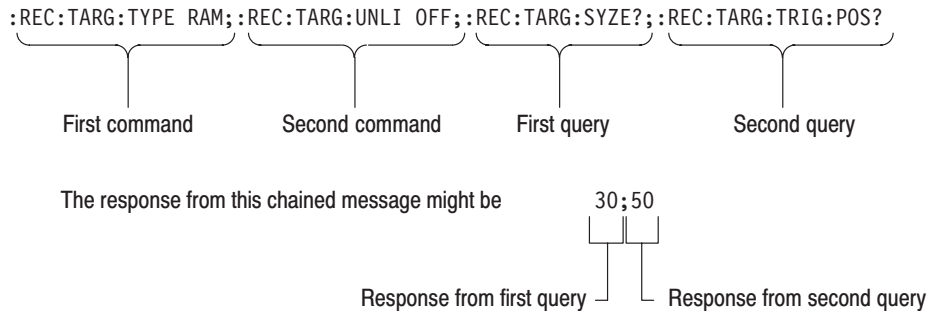 :REC:TARG:TYPE RAM;:REC:TARG:UNLI OFF;:REC:TARG:SYZE?;:REC:TARG:TRIG:POS?
First command Second command First query Second query
The response from this chained message might be 30;50
Response from first query Response from second query